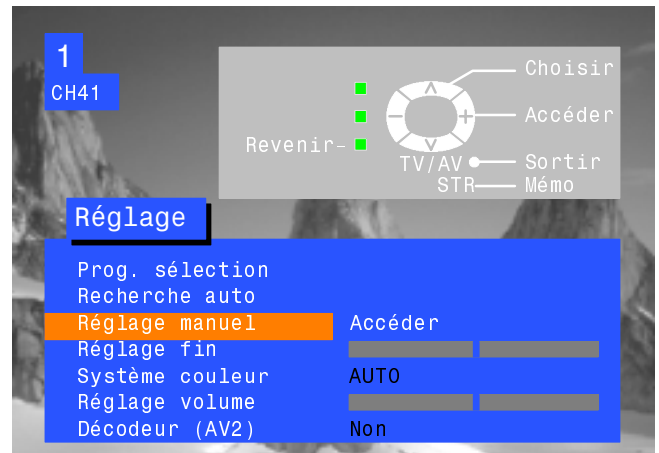 1
CH41
Choisir
Accéder
Revenir
TV/AV Sortir
STR Mémo
Réglage
Prog. sélection
Recherche auto
Réglage manuel Accéder
Réglage fin
Système couleur AUTO
Réglage volume
Décodeur (AV2) Non